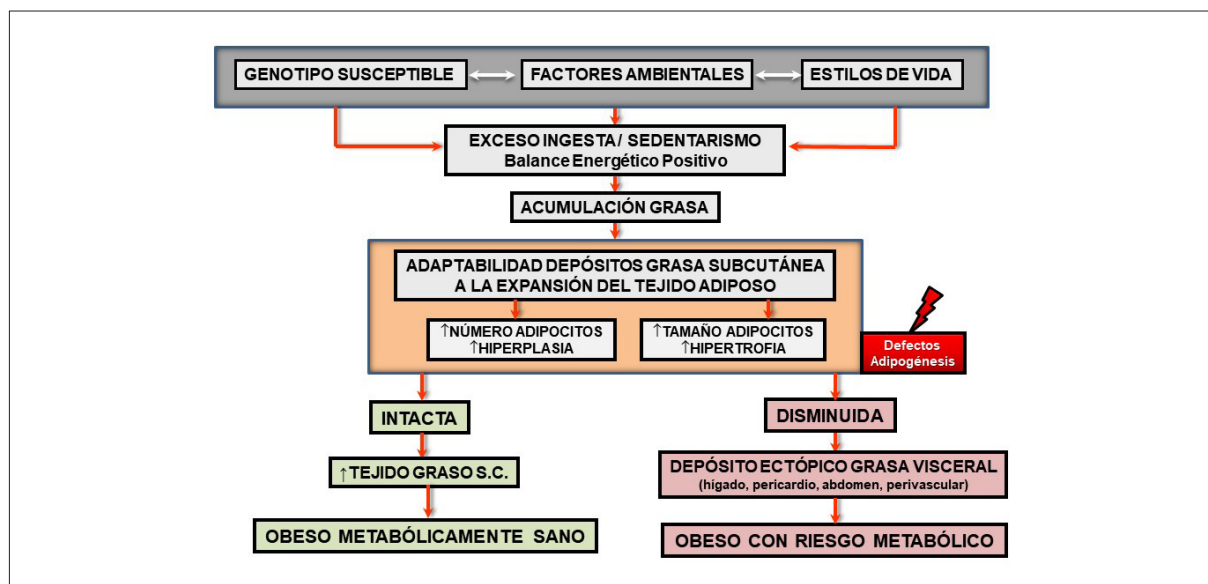 GENOTIPO SUSCEPTIBLE
FACTORES AMBIENTALES
ESTILOS DE VIDA
EXCESO INGESTA/ SEDENTARISMO
Balance Energético Positivo
ACUMULACIÓN GRASA
ADAPTABILIDAD DEPÓSITOS GRASA SUBCUTÁNEA
A LA EXPANSIÓN DEL TEJIDO ADIPOSO
↑NÚMERO ADIPOCITOS
↑HIPERPLASIA
↑TAMAÑO ADIPOCITOS
↑HIPERTROFIA
Defectos
Adipogénesis
INTACTA
↑TEJIDO GRASO S.C.
OBESO METABÓLICAMENTE SANO
DISMINUIDA
DEPÓSITO ECTÓPICO GRASA VISCERAL
(hígado, pericardio, abdomen, perivascular)
OBESO CON RIESGO METABÓLICO